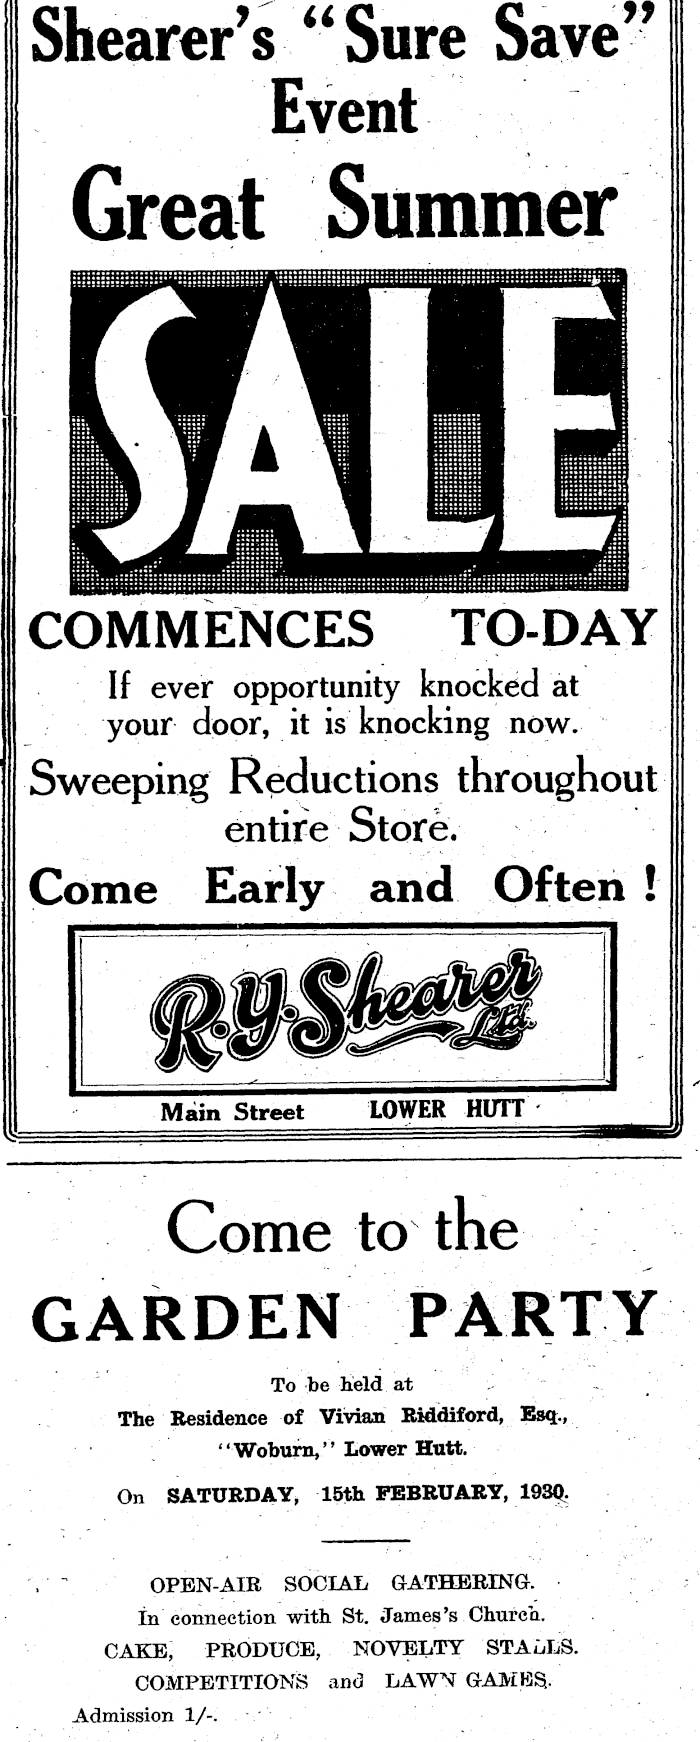 Shearer's "Sure Save"
Event
Great Summer
SALE
COMMENCES TO-DAY
If ever opportunity knocked at
your door, it is knocking now.
Sweeping Reductions throughout
entire Store.
Come Early and Often !
R.Y. Shearer Ltd.
Main Street LOWER HUTT
Come to the
GARDEN PARTY
To be held at
The Residence of Vivian Riddiford, Esq.,
"Woburn," Lower Hutt.
On SATURDAY, 15th FEBRUARY, 1930.
OPEN-AIR SOCIAL GATHERING.
In connection with St. James's Church.
CAKE, PRODUCE, NOVELTY STALLS.
COMPETITIONS and LAWN GAMES.
Admission 1/-.